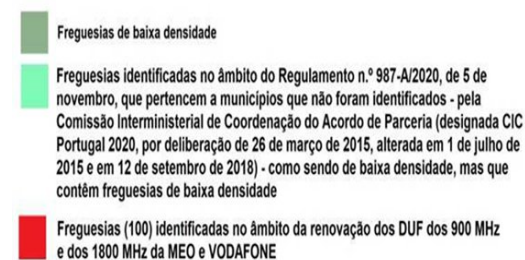 Freguesias de baixa densidade
Freguesias identificadas no âmbito do Regulamento n.º 987-A/2020, de 5 de
novembro, que pertencem a municípios que não foram identificados - pela
Comissão Interministerial de Coordenação do Acordo de Parceria (designada CIC
Portugal 2020, por deliberação de 26 de março de 2015, alterada em 1 de julho de
2015 e em 12 de setembro de 2018) - como sendo de baixa densidade, mas que
contêm freguesias de baixa densidade
Freguesias (100) identificadas no âmbito da renovação dos DUF dos 900 MHz
e dos 1800 MHz da MEO e VODAFONE